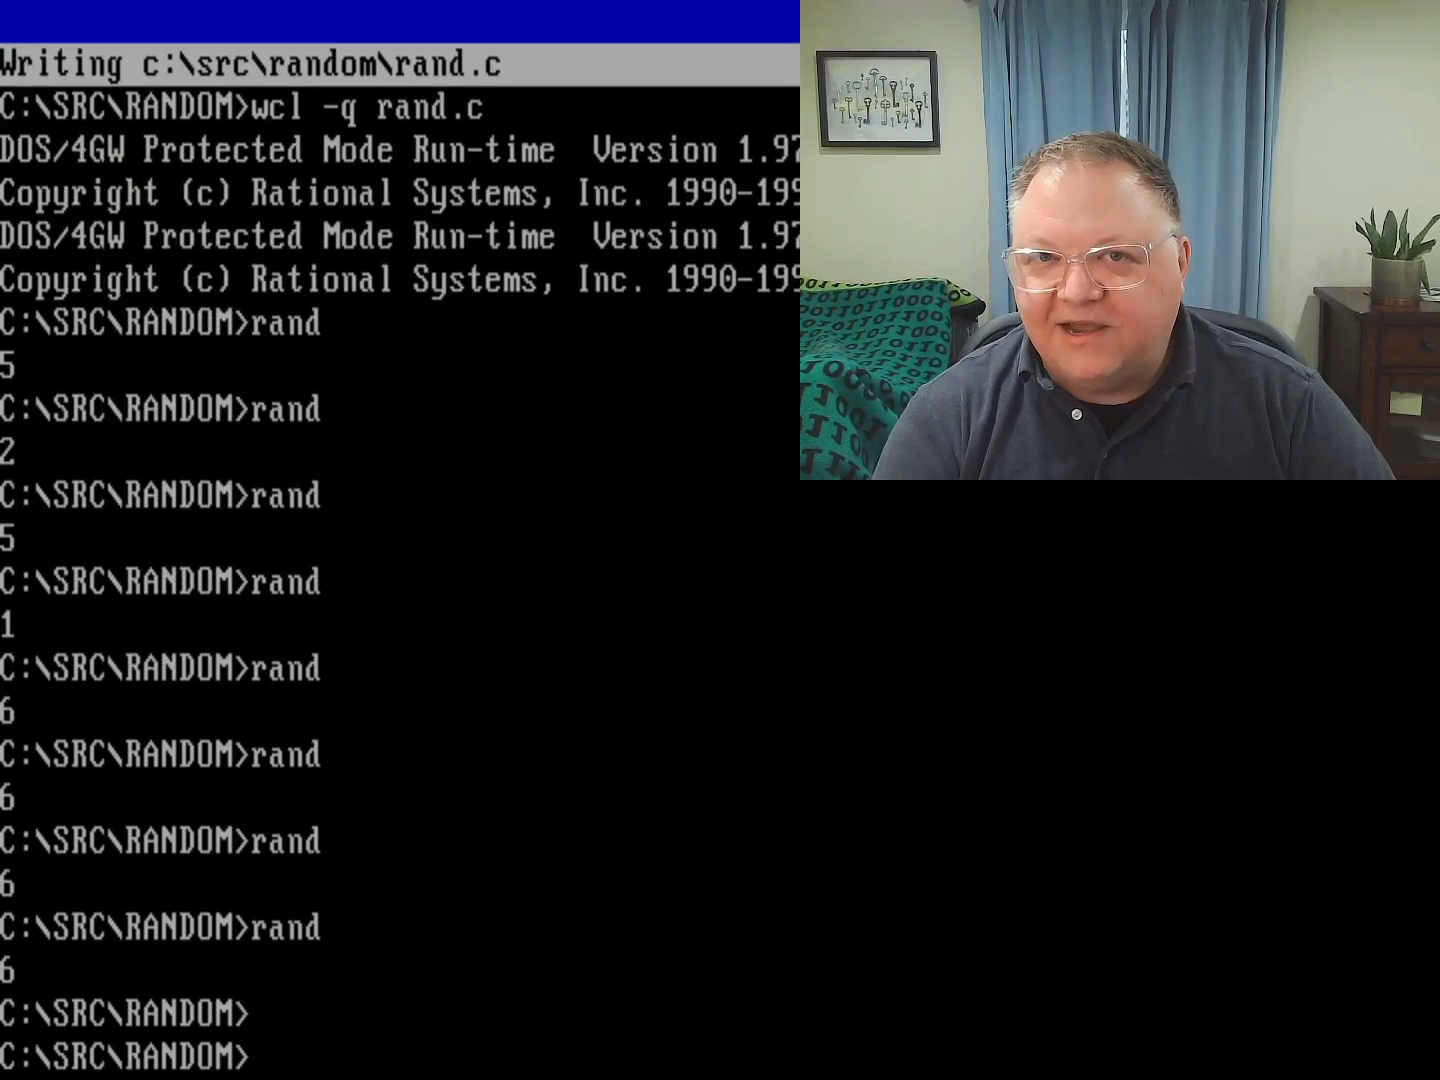 Writing c:\src\random\rand.c
C:\SRC\RANDOM>wcl -q rand.c
DOS/4GW Protected Mode Run-time  Version 1.97
Copyright (c) Rational Systems, Inc. 1990-199
DOS/4GW Protected Mode Run-time  Version 1.97
Copyright (c) Rational Systems, Inc. 1990-199
C:\SRC\RANDOM>rand
5
C:\SRC\RANDOM>rand
2
C:\SRC\RANDOM>rand
5
C:\SRC\RANDOM>rand
1
C:\SRC\RANDOM>rand
6
C:\SRC\RANDOM>rand
6
C:\SRC\RANDOM>rand
6
C:\SRC\RANDOM>rand
6
C:\SRC\RANDOM>
C:\SRC\RANDOM>